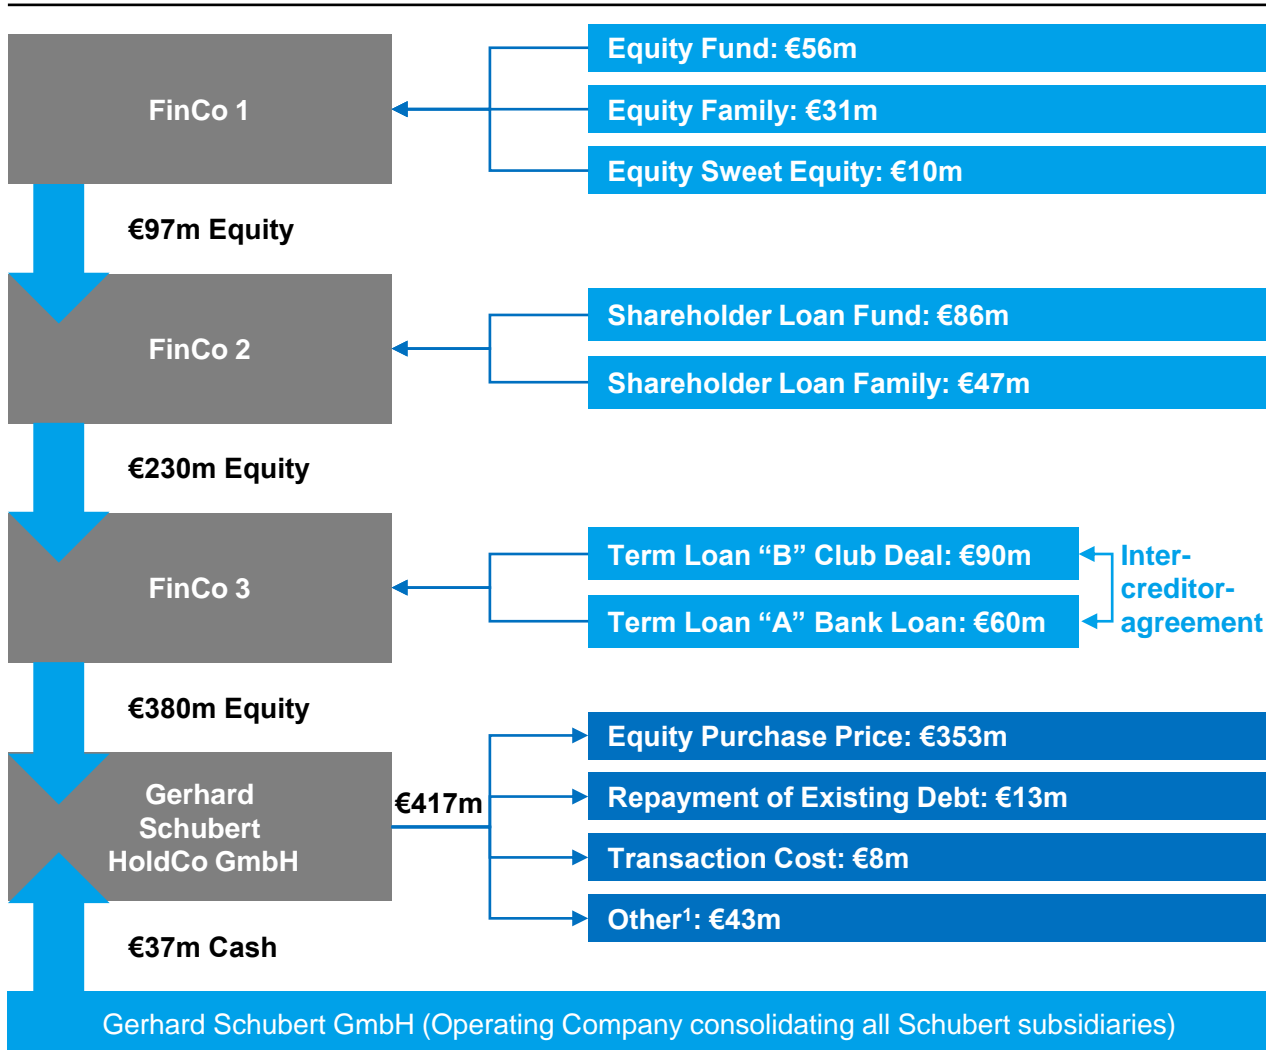 Equity Fund: €56m
FinCo 1
Equity Family: €31m
Equity Sweet Equity: €10m
€97m Equity
FinCo 2
Shareholder Loan Fund: €86m
Shareholder Loan Family: €47m
€230m Equity
FinCo 3
Term Loan “B” Club Deal: €90m
Term Loan “A” Bank Loan: €60m
Inter-
creditor-
agreement
€380m Equity
Gerhard
Schubert
HoldCo GmbH
€417m
Equity Purchase Price: €353m
Repayment of Existing Debt: €13m
Transaction Cost: €8m
Other¹: €43m
€37m Cash
Gerhard Schubert GmbH (Operating Company consolidating all Schubert subsidiaries)